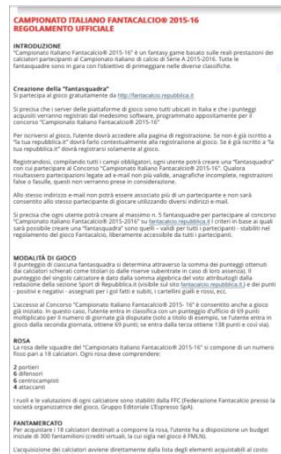 CAMPIONATO ITALIANO FANTACALCIO® 2015-16
REGOLAMENTO UFFICIALE
INTRODUZIONE
"Campionato Italiano Fantacalcio® 2015-16" è un fantasy game basato sulle reali prestazioni dei
calciatori partecipanti al Campionato Italiano di calcio di Serie A 2015-2016. Tutte le
fantasquadre sono in gara con l'obiettivo di primeggiare nelle diverse classifiche.
Creazione della "Fantasquadra"
Si partecipa al gioco gratuitamente da http://fantacalcio.repubblica.it
Si precisa che i server delle piattaforme di gioco sono tutti ubicati in Italia e che i punteggi
acquisiti verranno registrati dal medesimo software, programmato appositamente per il
concorso "Campionato Italiano Fantacalcio® 2015-16"
Per iscriversi al gioco, l'utente dovrà accedere alla pagina di registrazione. Se non è già iscritto a
"la tua repubblica.it" dovrà farlo contestualmente alla registrazione al gioco. Se è già iscritto a "la
tua repubblica.it" dovrà registrarsi solamente al gioco.
Registrandosi, compilando tutti i campi obbligatori, ogni utente potrà creare una "fantasquadra"
con cui partecipare al Concorso "Campionato Italiano Fantacalcio® 2015-16". Qualora
risultassero partecipazioni legate ad e-mail non più valide, anagrafiche incomplete, registrazioni
false o fasulle, questi non verranno prese in considerazione.
Allo stesso indirizzo e-mail non potrà essere associato più di un partecipante e non sarà
consentito allo stesso partecipante di giocare utilizzando diversi indirizzi e-mail.
Si precisa che ogni utente potrà creare al massimo n. 5 fantasquadre per partecipare al concorso
"Campionato Italiano Fantacalcio® 2015-2016" su fantacalcio.repubblica.it I criteri in base ai quali
sarà possibile creare una "fantasquadra" sono quelli – validi per tutti i partecipanti - stabiliti nel
regolamento del gioco Fantacalcio, liberamente accessibile da tutti i partecipanti.
MODALITÀ DI GIOCO
Il punteggio di ciascuna fantasquadra si determina attraverso la somma dei punteggi ottenuti
dai calciatori schierati come titolari (o dalle riserve subentrate in caso di loro assenza). Il
punteggio del singolo calciatore è dato dalla somma algebrica del voto attribuitogli dalla
redazione della sezione Sport di Repubblica.it (visibile sul sito fantacalcio.repubblica.it ) e dei punti
- positivi e negativi - assegnati per i gol fatti e subiti, i cartellini gialli e rossi, ecc.
L'accesso al Concorso "Campionato Italiano Fantacalcio® 2015- 16" è consentito anche a gioco
già iniziato. In questo caso, l'utente entra in classifica con un punteggio d'ufficio di 69 punti
moltiplicato per il numero di giornate già disputate (solo a titolo di esempio, se l'utente entra in
gioco dalla seconda giornata, ottiene 69 punti; se entra dalla terza ottiene 138 punti e così via).
ROSA
La rosa delle squadre del "Campionato Italiano Fantacalcio® 2015-16" si compone di un numero
fisso pari a 18 calciatori. Ogni rosa deve comprendere:
2 portieri
6 difensori
6 centrocampisti
4 attaccanti
I ruoli e le valutazioni di ogni calciatore sono stabiliti dalla FFC (Federazione Fantacalcio presso la
società organizzatrice del gioco, Gruppo Editoriale L'Espresso SpA).
FANTAMERCATO
Per acquistare i 18 calciatori destinati a comporre la rosa, l'utente ha a disposizione un budget
iniziale di 300 fantamilioni (crediti virtuali, la cui sigla nel gioco è FMLN).
L'acquisizione dei calciatori avviene direttamente dalla lista degli elementi acquistabili al costo